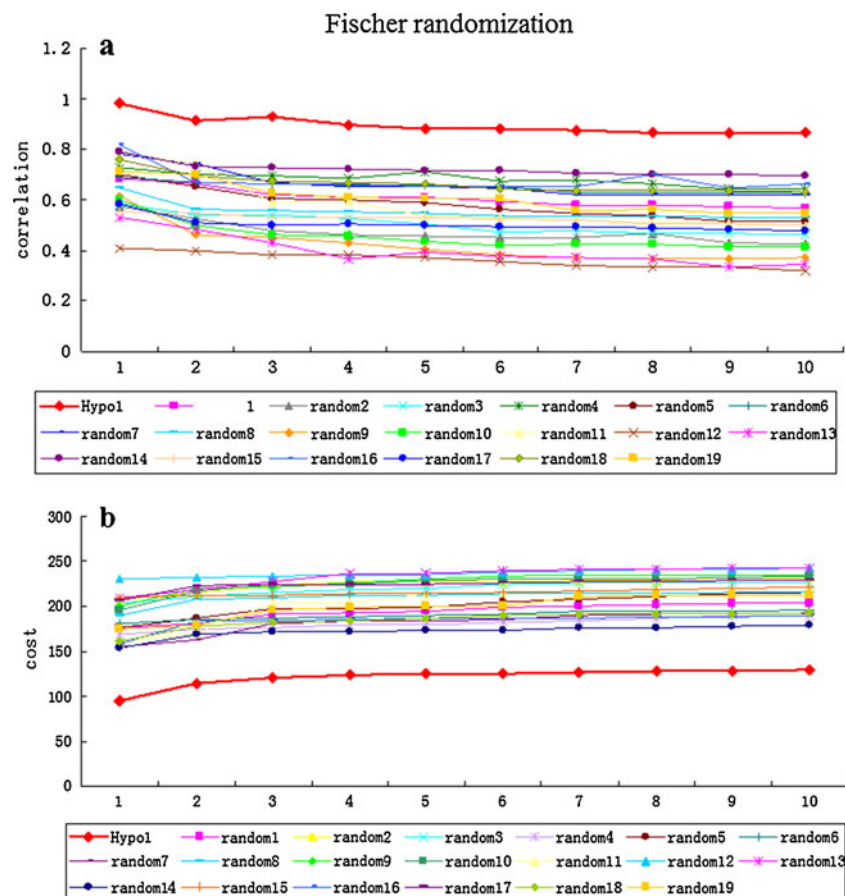 Fischer randomization
a
1.2
1
0.8
0.6
0.4
0.2
0
correlation
1 2 3 4 5 6 7 8 9 10
Hypo1 1 random2 random3 random4 random5 random6
random7 random8 random9 random10 random11 random12 random13
random14 random15 random16 random17 random18 random19
b
300
250
200
150
100
50
0
cost
1 2 3 4 5 6 7 8 9 10
Hypo1 random1 random2 random3 random4 random5 random6
random7 random8 random9 random10 random11 random12 random13
random14 random15 random16 random17 random18 random19